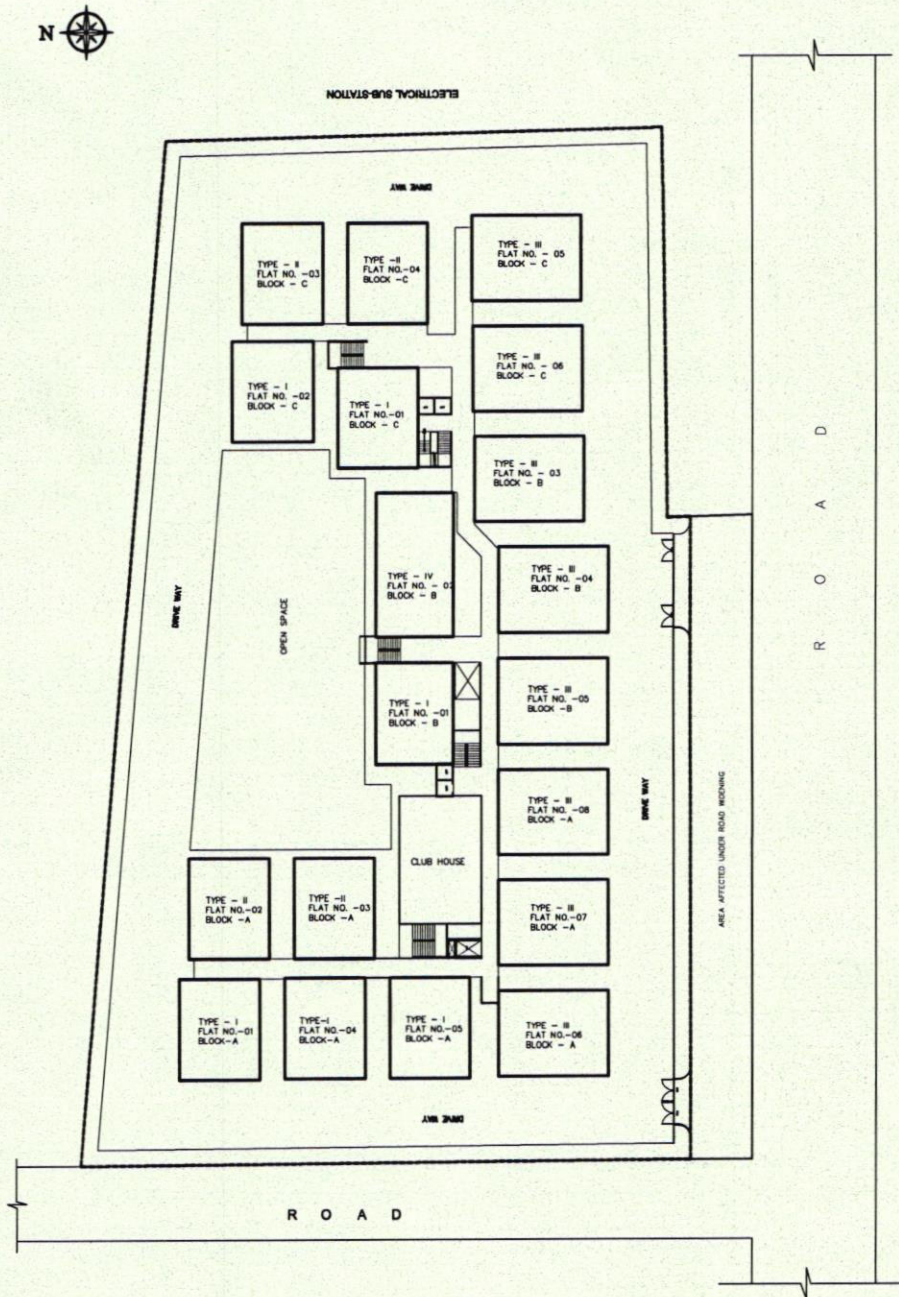 N
ELECTRICAL SUB-STATION
DRIVE WAY
TYPE - II
FLAT NO. -03
BLOCK - C
TYPE -II
FLAT NO.-04
BLOCK -C
TYPE - III
FLAT NO. - 05
BLOCK - C
TYPE - III
FLAT NO. - 06
BLOCK - C
TYPE - I
FLAT NO. -02
BLOCK - C
TYPE - I
FLAT NO.-01
BLOCK - C
TYPE - III
FLAT NO. - 03
BLOCK - B
ROAD
TYPE - IV
FLAT NO. - 02
BLOCK - B
TYPE - III
FLAT NO. -04
BLOCK - B
DRIVE WAY
OPEN SPACE
TYPE - I
FLAT NO. -01
BLOCK - B
TYPE - III
FLAT NO. -05
BLOCK -B
TYPE - III
FLAT NO. -08
BLOCK -A
DRIVE WAY
AREA AFFECTED UNDER ROAD WIDENING
CLUB HOUSE
TYPE - II
FLAT NO.-02
BLOCK -A
TYPE -II
FLAT NO. -03
BLOCK -A
TYPE - III
FLAT NO.-07
BLOCK -A
TYPE - I
FLAT NO.-01
BLOCK-A
TYPE-I
FLAT NO.-04
BLOCK-A
TYPE - I
FLAT NO.-05
BLOCK -A
TYPE - III
FLAT NO.-06
BLOCK - A
DRIVE WAY
ROAD